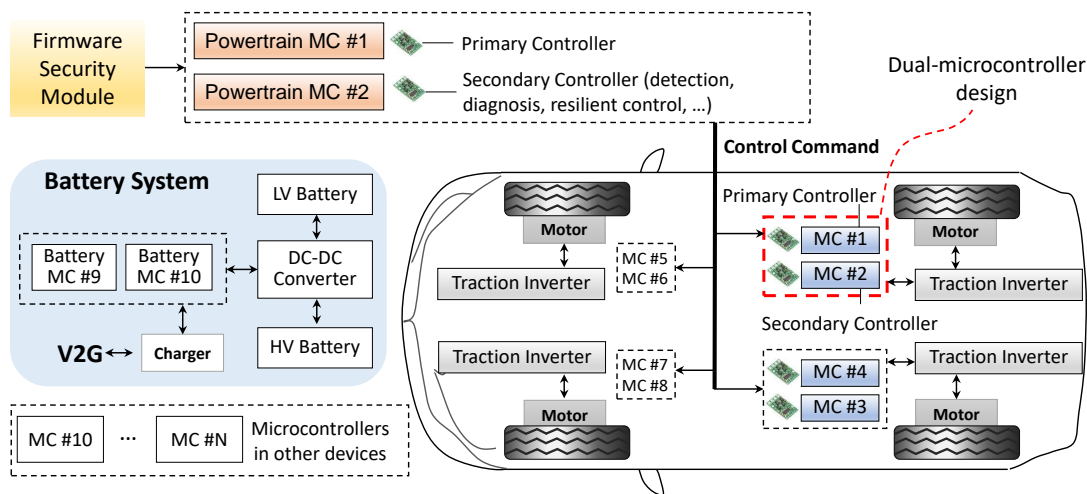 Firmware
Security
Module
Powertrain MC #1
Primary Controller
Powertrain MC #2
Secondary Controller (detection,
diagnosis, resilient control, ...)
Dual-microcontroller
design
Control Command
Battery System
LV Battery
Battery
MC #9
Battery
MC #10
DC-DC
Converter
HV Battery
V2G
Charger
MC #10
...
MC #N
Microcontrollers
in other devices
Motor
Traction Inverter
MC #5
MC #6
Primary Controller
MC #1
MC #2
Secondary Controller
Motor
Traction Inverter
Traction Inverter
Motor
MC #7
MC #8
MC #4
MC #3
Traction Inverter
Motor